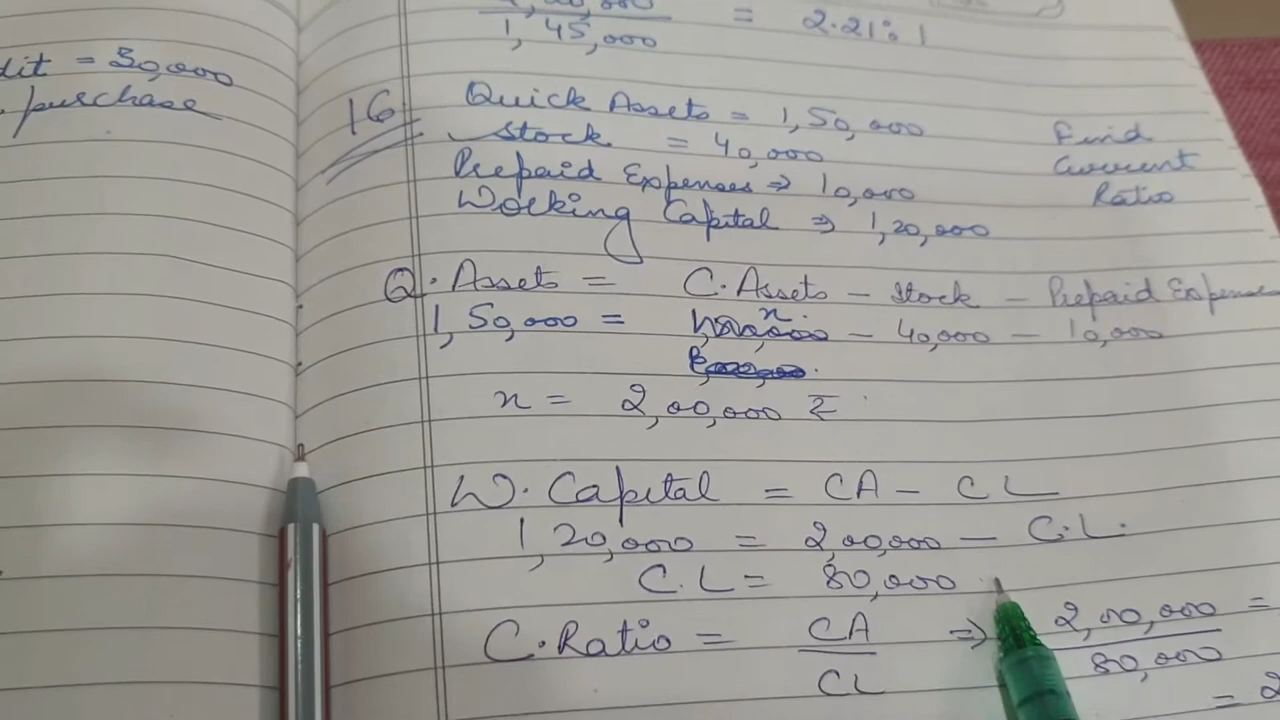 dit = 30,000
purchase
1,45,000 = 2.21:1
16 Quick Assets = 1,50,000
Stock = 40,000
Prepaid Expenses ⇒ 10,000
Working Capital ⇒ 1,20,000
Find
Current
Ratio
Q. Assets = C. Assets - Stock - Prepaid Expense
1,50,000 = x - 40,000 - 10,000
x = 2,00,000 ₹
W. Capital = CA - CL
1,20,000 = 2,00,000 - C.L.
C.L = 80,000
C. Ratio = CA / CL ⇒ 2,00,000 / 80,000 =
= 2